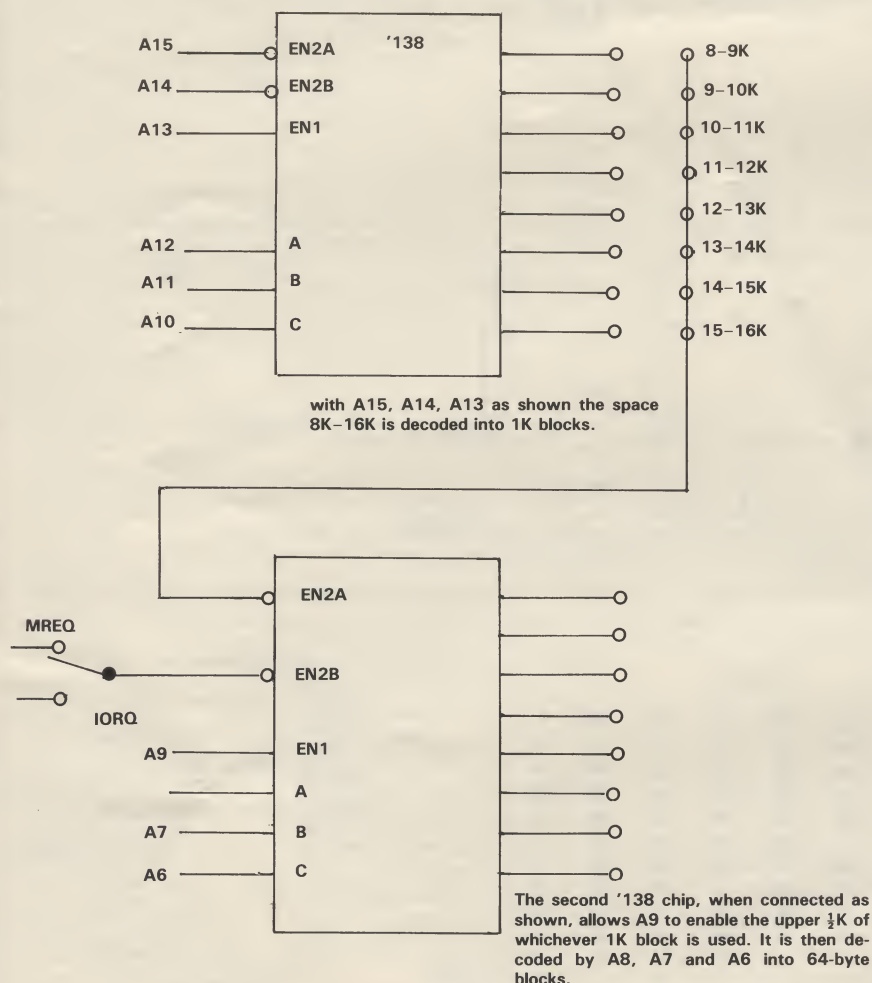 A15
EN2A
'138
8–9K
A14
EN2B
9–10K
A13
EN1
10–11K
11–12K
12–13K
A12
A
13–14K
A11
B
14–15K
A10
C
15–16K
with A15, A14, A13 as shown the space
8K–16K is decoded into 1K blocks.
EN2A
MREQ
EN2B
IORQ
A9
EN1
A
A7
B
A6
C
The second '138 chip, when connected as
shown, allows A9 to enable the upper ½K of
whichever 1K block is used. It is then de-
coded by A8, A7 and A6 into 64-byte
blocks.